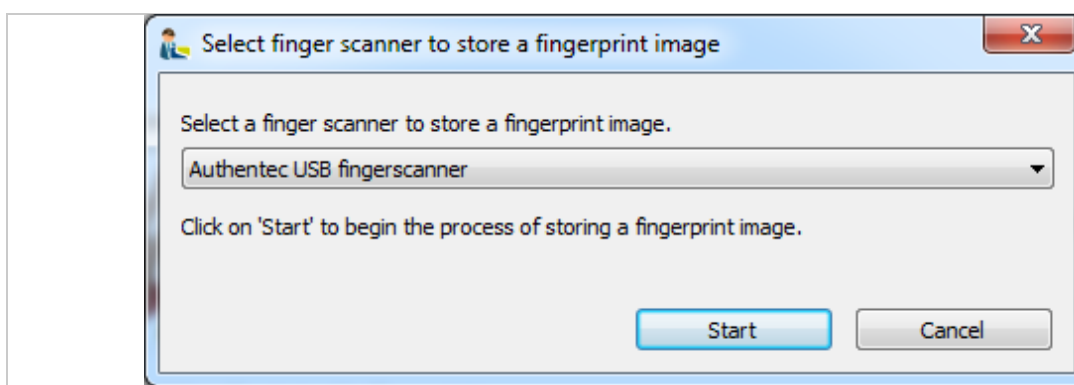 Select finger scanner to store a fingerprint image
Select a finger scanner to store a fingerprint image.
Authentec USB fingerscanner
Click on 'Start' to begin the process of storing a fingerprint image.
Start Cancel